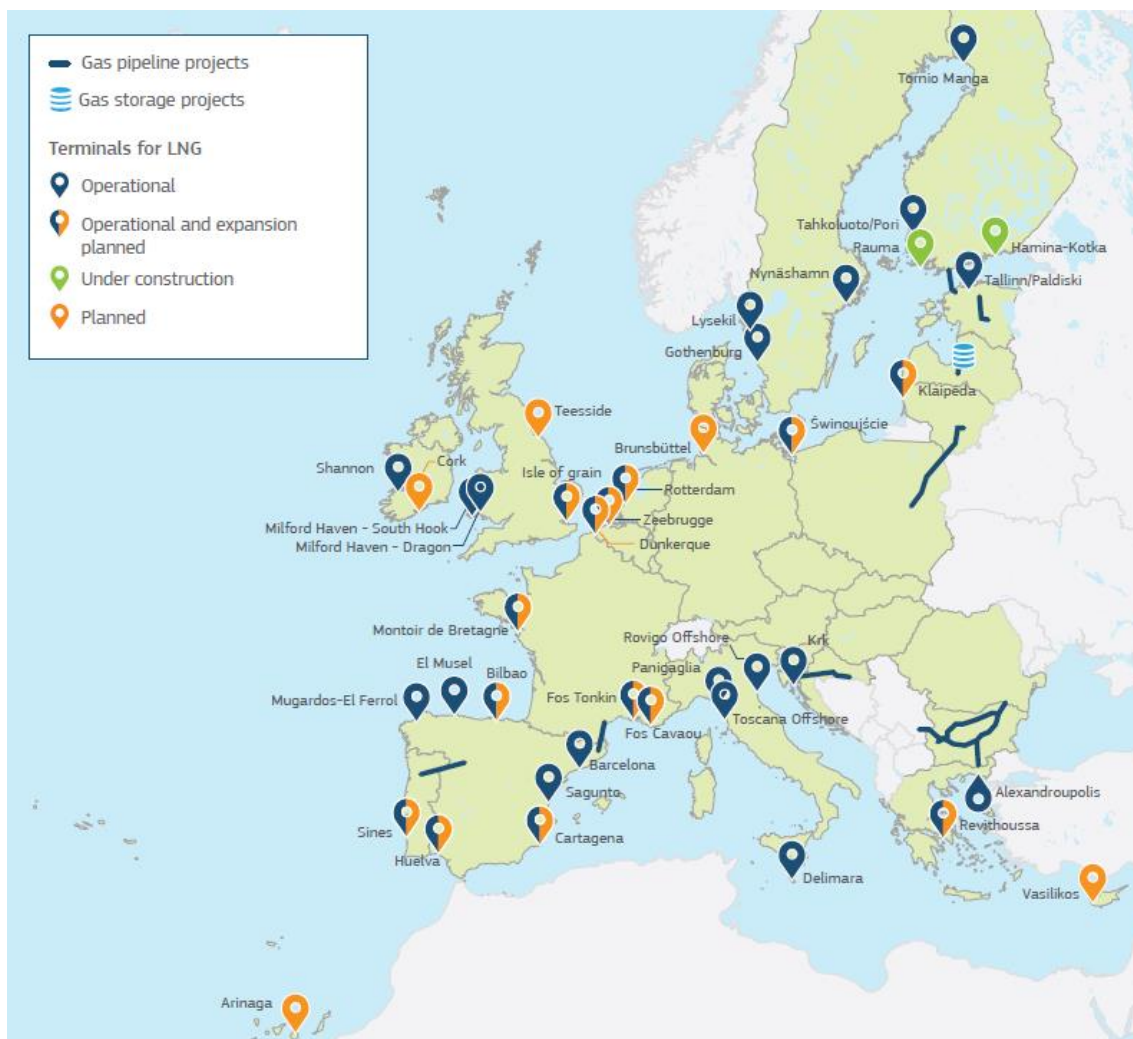 Gas pipeline projects
Gas storage projects
Terminals for LNG
Operational
Operational and expansion
planned
Under construction
Planned
Tornio Manga
Tahkoluoto/Pori
Rauma
Hamina-Kotka
Nynäshamn
Tallinn/Paldiski
Lysekil
Gothenburg
Klaipėda
Teesside
Brunsbüttel
Świnoujście
Shannon
Cork
Isle of grain
Rotterdam
Milford Haven - South Hook
Zeebrugge
Milford Haven - Dragon
Dunkerque
Montoir de Bretagne
Rovigo Offshore
Krk
El Musel
Bilbao
Panigaglia
Mugardos-El Ferrol
Fos Tonkin
Toscana Offshore
Fos Cavaou
Barcelona
Sagunto
Alexandroupolis
Sines
Cartagena
Revithoussa
Huelva
Delimara
Vasilikos
Arinaga